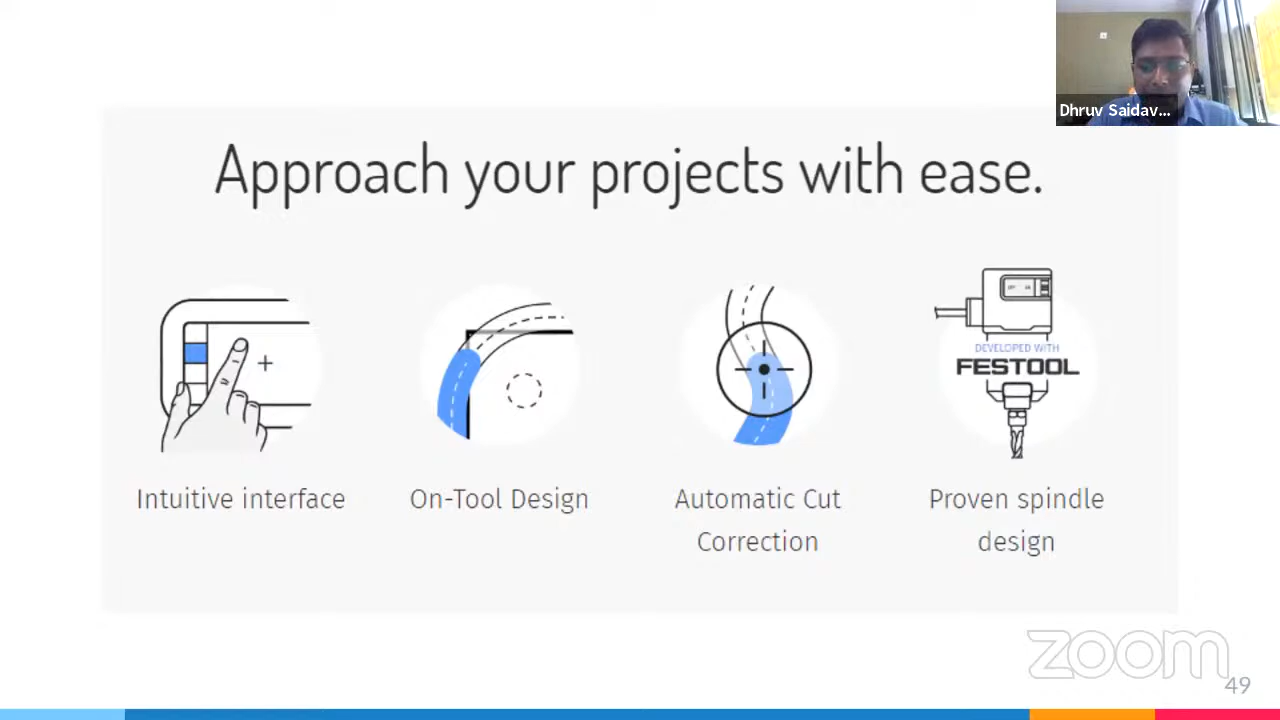 Dhruv Saidav...
Approach your projects with ease.
DEVELOPED WITH
FESTOOL
Intuitive interface
On-Tool Design
Automatic Cut
Correction
Proven spindle
design
zoom
49